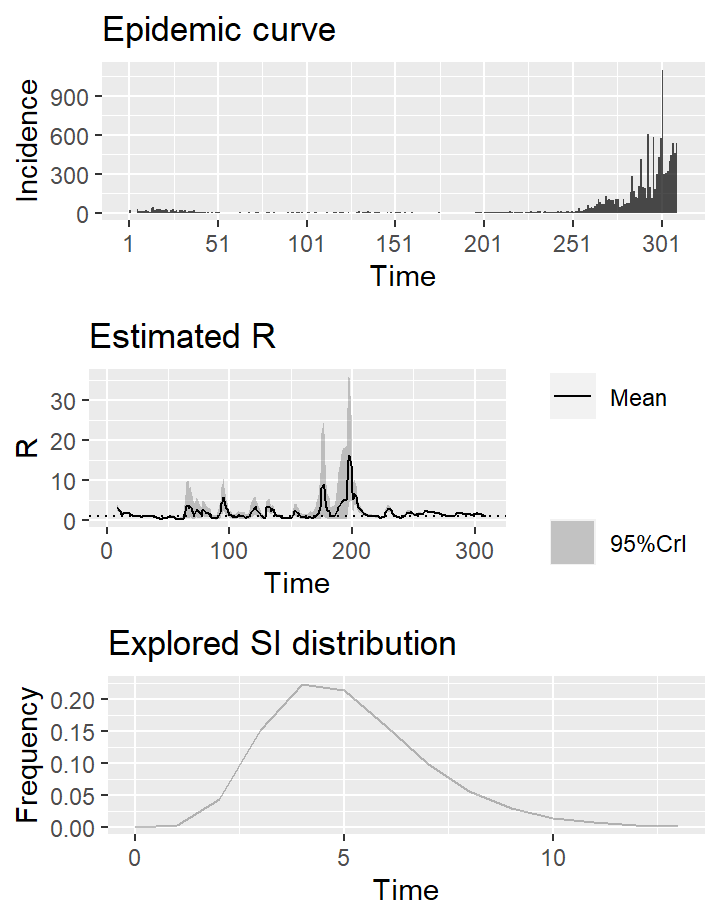 Epidemic curve
Incidence
900
600
300
0
1 51 101 151 201 251 301
Time
Estimated R
R
30
20
10
0
0 100 200 300
Time
Mean
95%CrI
Explored SI distribution
Frequency
0.20
0.15
0.10
0.05
0.00
0 5 10
Time